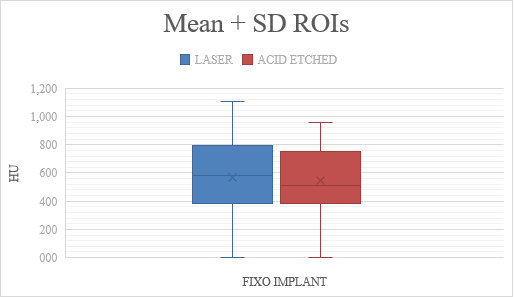 Mean + SD ROIs
LASER ACID ETCHED
1,200
1,000
800
600
400
200
000
HU
FIXO IMPLANT